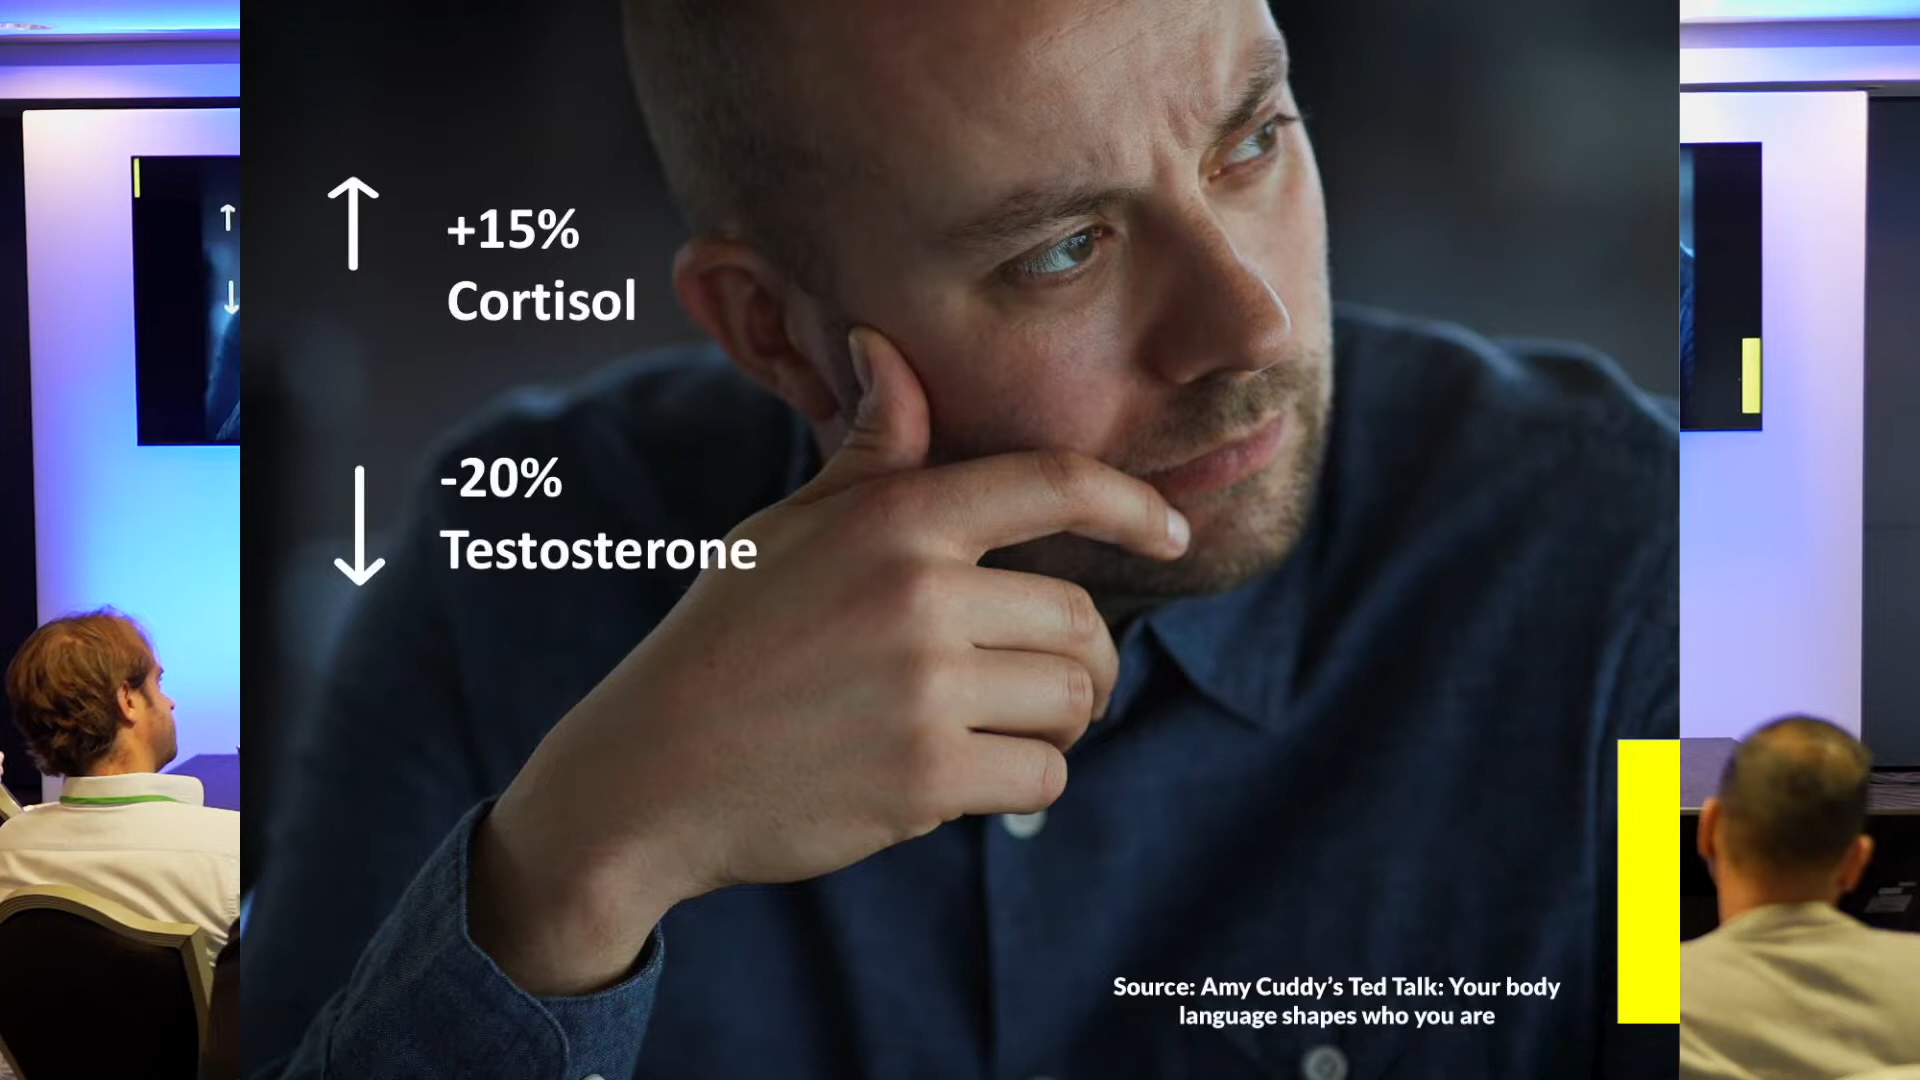 +15%
Cortisol
-20%
Testosterone
Source: Amy Cuddy’s Ted Talk: Your body
language shapes who you are